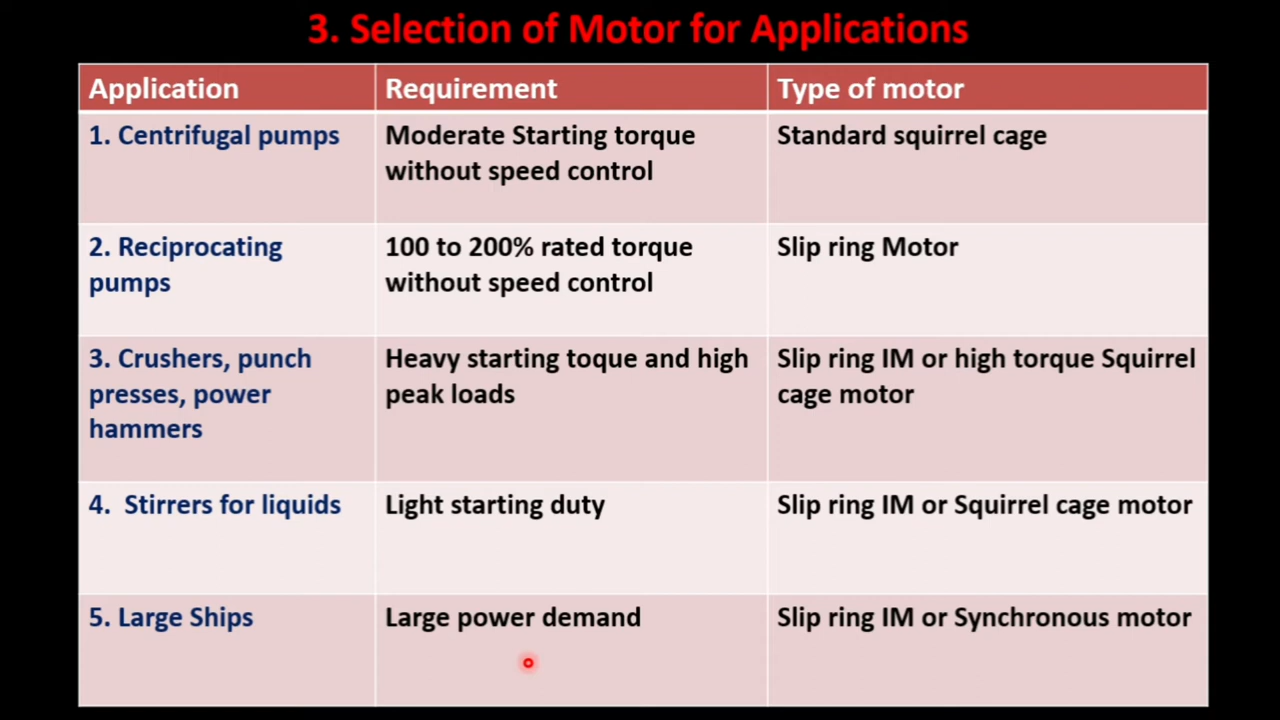 3. Selection of Motor for Applications
Application
Requirement
Type of motor
1. Centrifugal pumps
Moderate Starting torque
without speed control
Standard squirrel cage
2. Reciprocating
pumps
100 to 200% rated torque
without speed control
Slip ring Motor
3. Crushers, punch
presses, power
hammers
Heavy starting toque and high
peak loads
Slip ring IM or high torque Squirrel
cage motor
4. Stirrers for liquids
Light starting duty
Slip ring IM or Squirrel cage motor
5. Large Ships
Large power demand
Slip ring IM or Synchronous motor